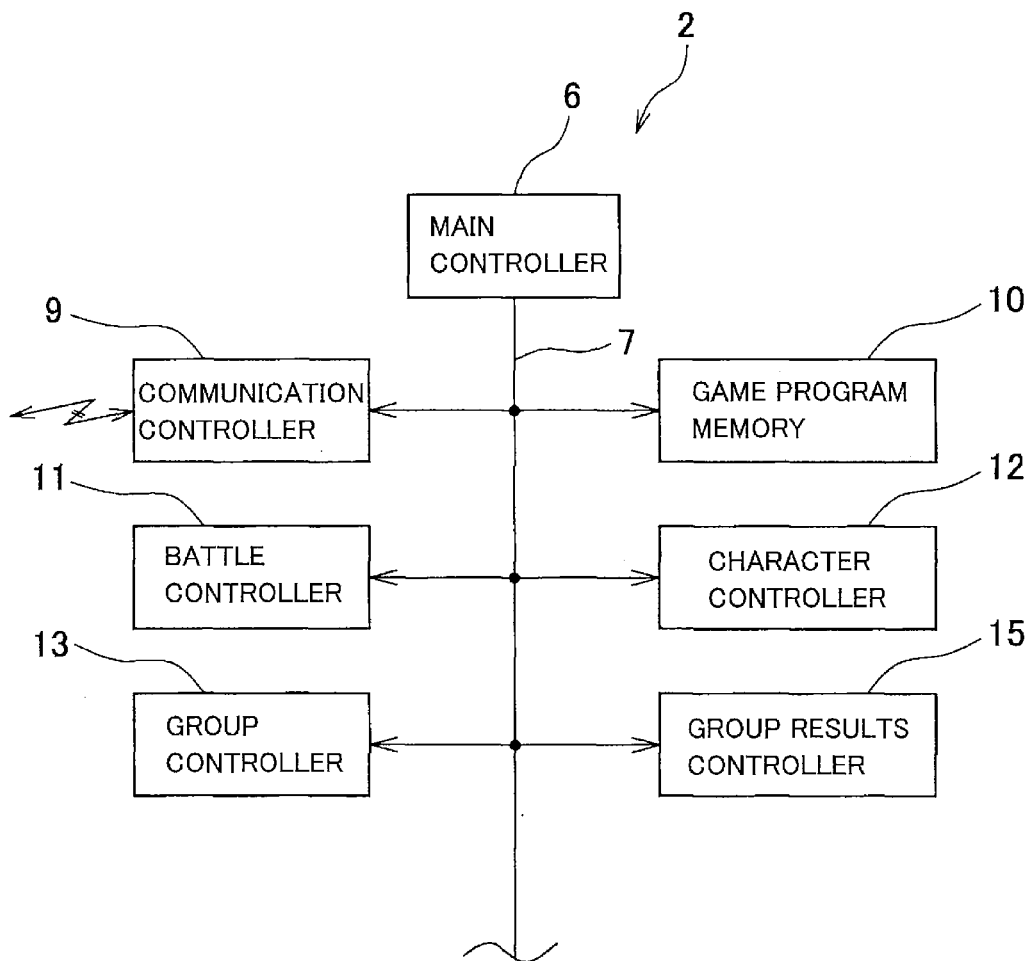 2
6
MAIN
CONTROLLER
9
7
10
COMMUNICATION
CONTROLLER
GAME PROGRAM
MEMORY
11
12
BATTLE
CONTROLLER
CHARACTER
CONTROLLER
13
15
GROUP
CONTROLLER
GROUP RESULTS
CONTROLLER